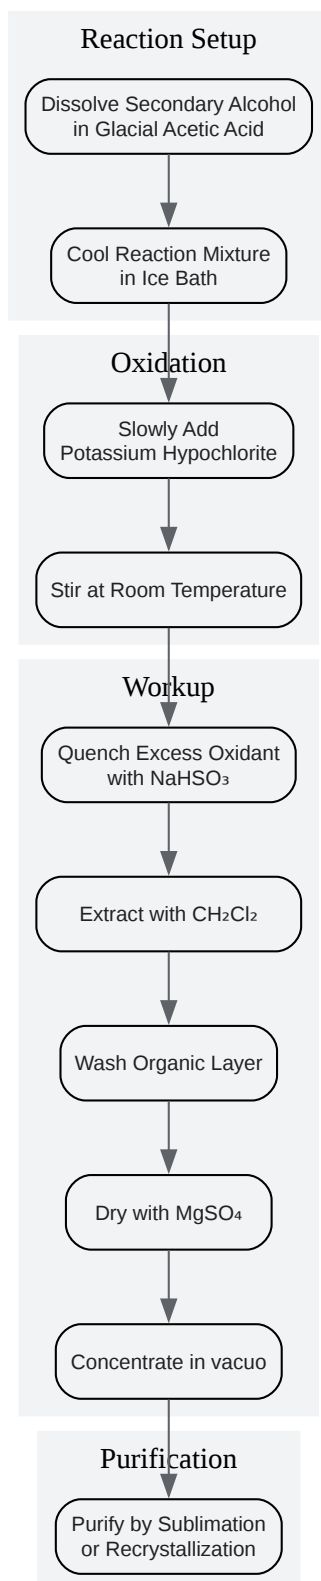 Reaction Setup
Dissolve Secondary Alcohol
in Glacial Acetic Acid
Cool Reaction Mixture
in Ice Bath
Oxidation
Slowly Add
Potassium Hypochlorite
Stir at Room Temperature
Workup
Quench Excess Oxidant
with NaHSO₃
Extract with CH₂Cl₂
Wash Organic Layer
Dry with MgSO₄
Concentrate in vacuo
Purification
Purify by Sublimation
or Recrystallization